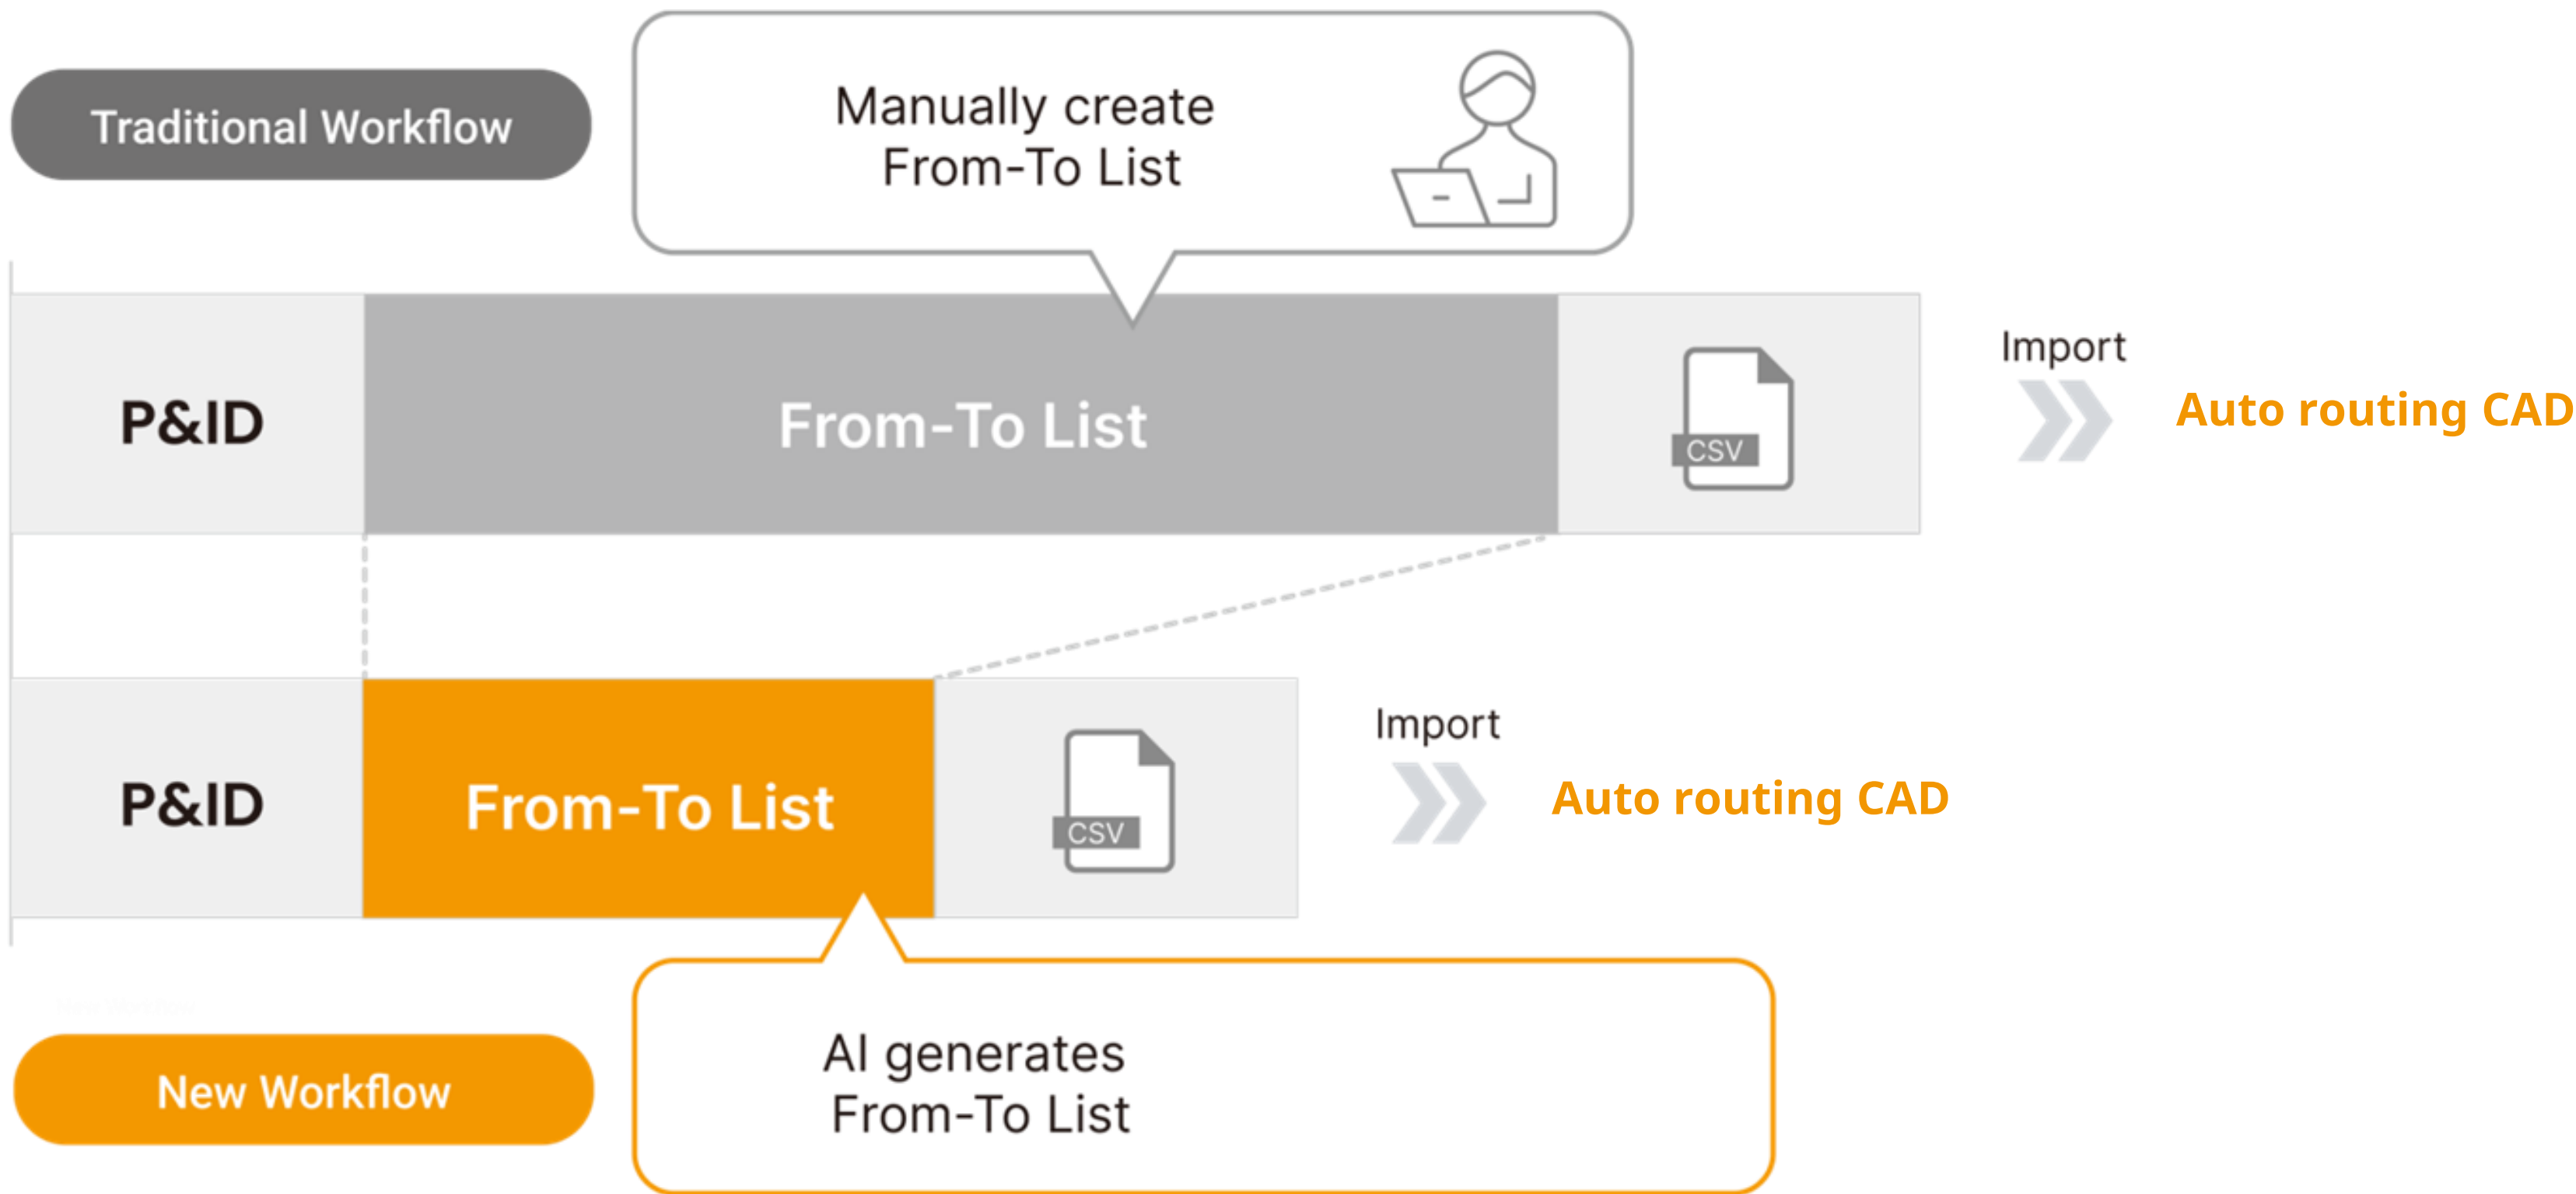 Traditional Workflow
Manually create
From-To List
P&ID
From-To List
CSV
Import
Auto routing CAD
P&ID
From-To List
CSV
Import
Auto routing CAD
New Workflow
AI generates
From-To List